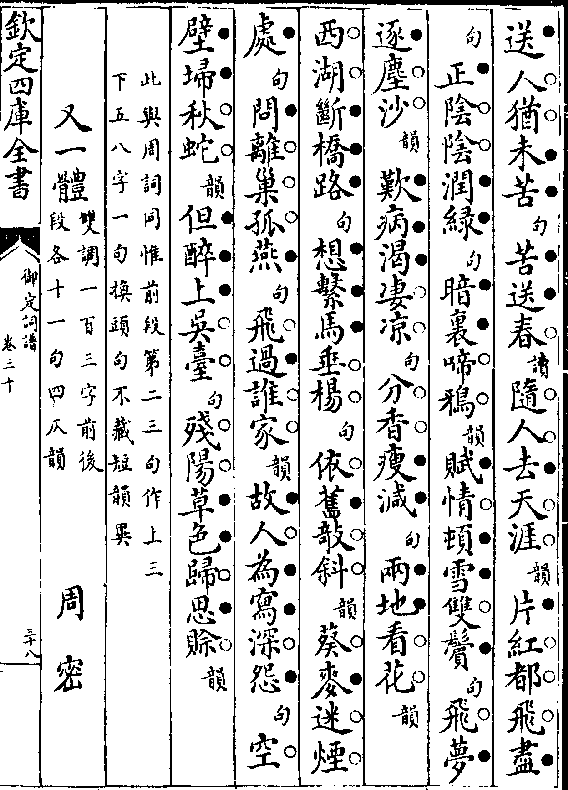 送人猶未苦句苦送春讀隨人去天涯韻片紅都飛盡
句正陰陰潤緑句暗裏啼鴉韻賦情頓雪雙鬢句飛夢
逐塵沙韻歎病渴凄凉句分香瘦減句兩地看花韻
西湖斷橋路句想繫馬垂楊句依舊敧斜韻葵麥迷煙
處句問離巢孤燕句飛過誰家韻故人為寫深怨句空
壁埽秋蛇韻但醉上吳臺句殘陽草色歸思賖韻
此與周詞同惟前段第二三句作上三
下五八字一句換頭句不藏短韻異
又一體雙調一百三字前後
段各十一句四仄韻
周密
欽定四庫全書
御定詞譜
卷三十
三十八